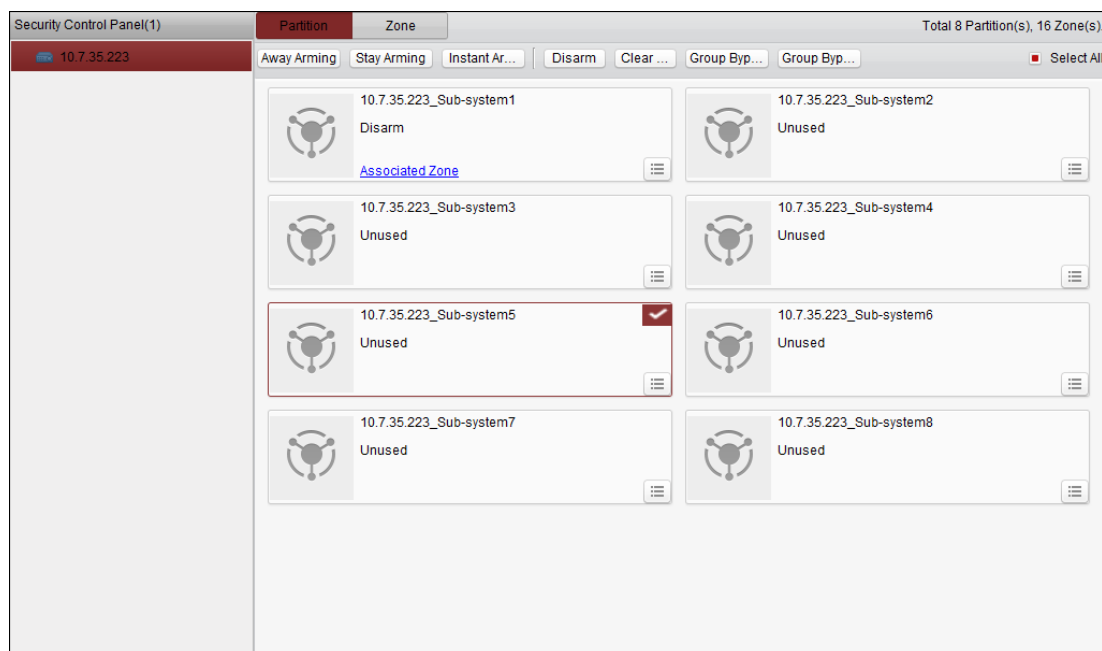 Security Control Panel(1)
Partition
Zone
Total 8 Partition(s), 16 Zone(s)
10.7.35.223
Away Arming
Stay Arming
Instant Ar...
Disarm
Clear ...
Group Byp...
Group Byp...
Select All
10.7.35.223_Sub-system1
Disarm
Associated Zone
10.7.35.223_Sub-system2
Unused
10.7.35.223_Sub-system3
Unused
10.7.35.223_Sub-system4
Unused
10.7.35.223_Sub-system5
Unused
10.7.35.223_Sub-system6
Unused
10.7.35.223_Sub-system7
Unused
10.7.35.223_Sub-system8
Unused